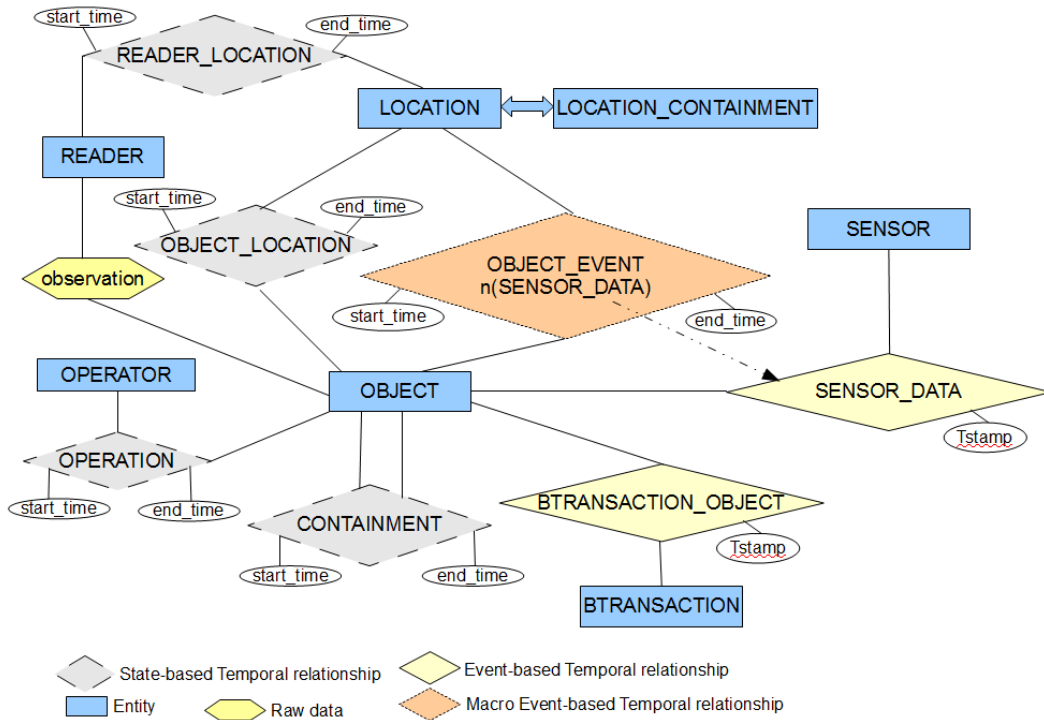 start_time
end_time
READER_LOCATION
LOCATION
LOCATION_CONTAINMENT
READER
start_time
end_time
OBJECT_LOCATION
SENSOR
OBJECT_EVENT
n(SENSOR_DATA)
observation
start_time
end_time
OPERATOR
OBJECT
SENSOR_DATA
Tstamp
OPERATION
start_time
end_time
CONTAINMENT
start_time
end_time
BTRANSACTION_OBJECT
Tstamp
BTRANSACTION
State-based Temporal relationship
Event-based Temporal relationship
Entity
Raw data
Macro Event-based Temporal relationship